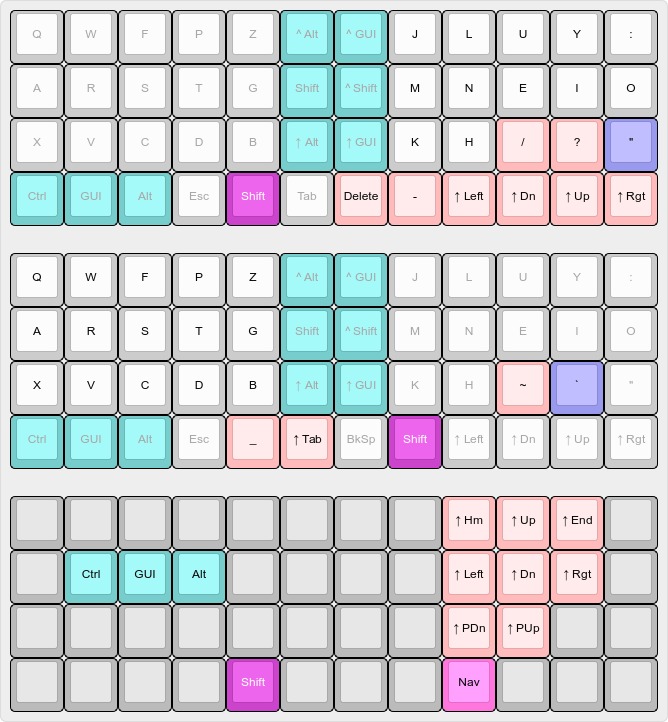 Q W F P Z ^ Alt ^ GUI J L U Y :
A R S T G Shift ^ Shift M N E I O
X V C D B ↑ Alt ↑ GUI K H / ? "
Ctrl GUI Alt Esc Shift Tab Delete - ↑ Left ↑ Dn ↑ Up ↑ Rgt
Q W F P Z ^ Alt ^ GUI J L U Y :
A R S T G Shift ^ Shift M N E I O
X V C D B ↑ Alt ↑ GUI K H ~ ` "
Ctrl GUI Alt Esc _ ↑ Tab BkSp Shift ↑ Left ↑ Dn ↑ Up ↑ Rgt
↑ Hm ↑ Up ↑ End
Ctrl GUI Alt ↑ Left ↑ Dn ↑ Rgt
↑ PDn ↑ PUp
Shift Nav